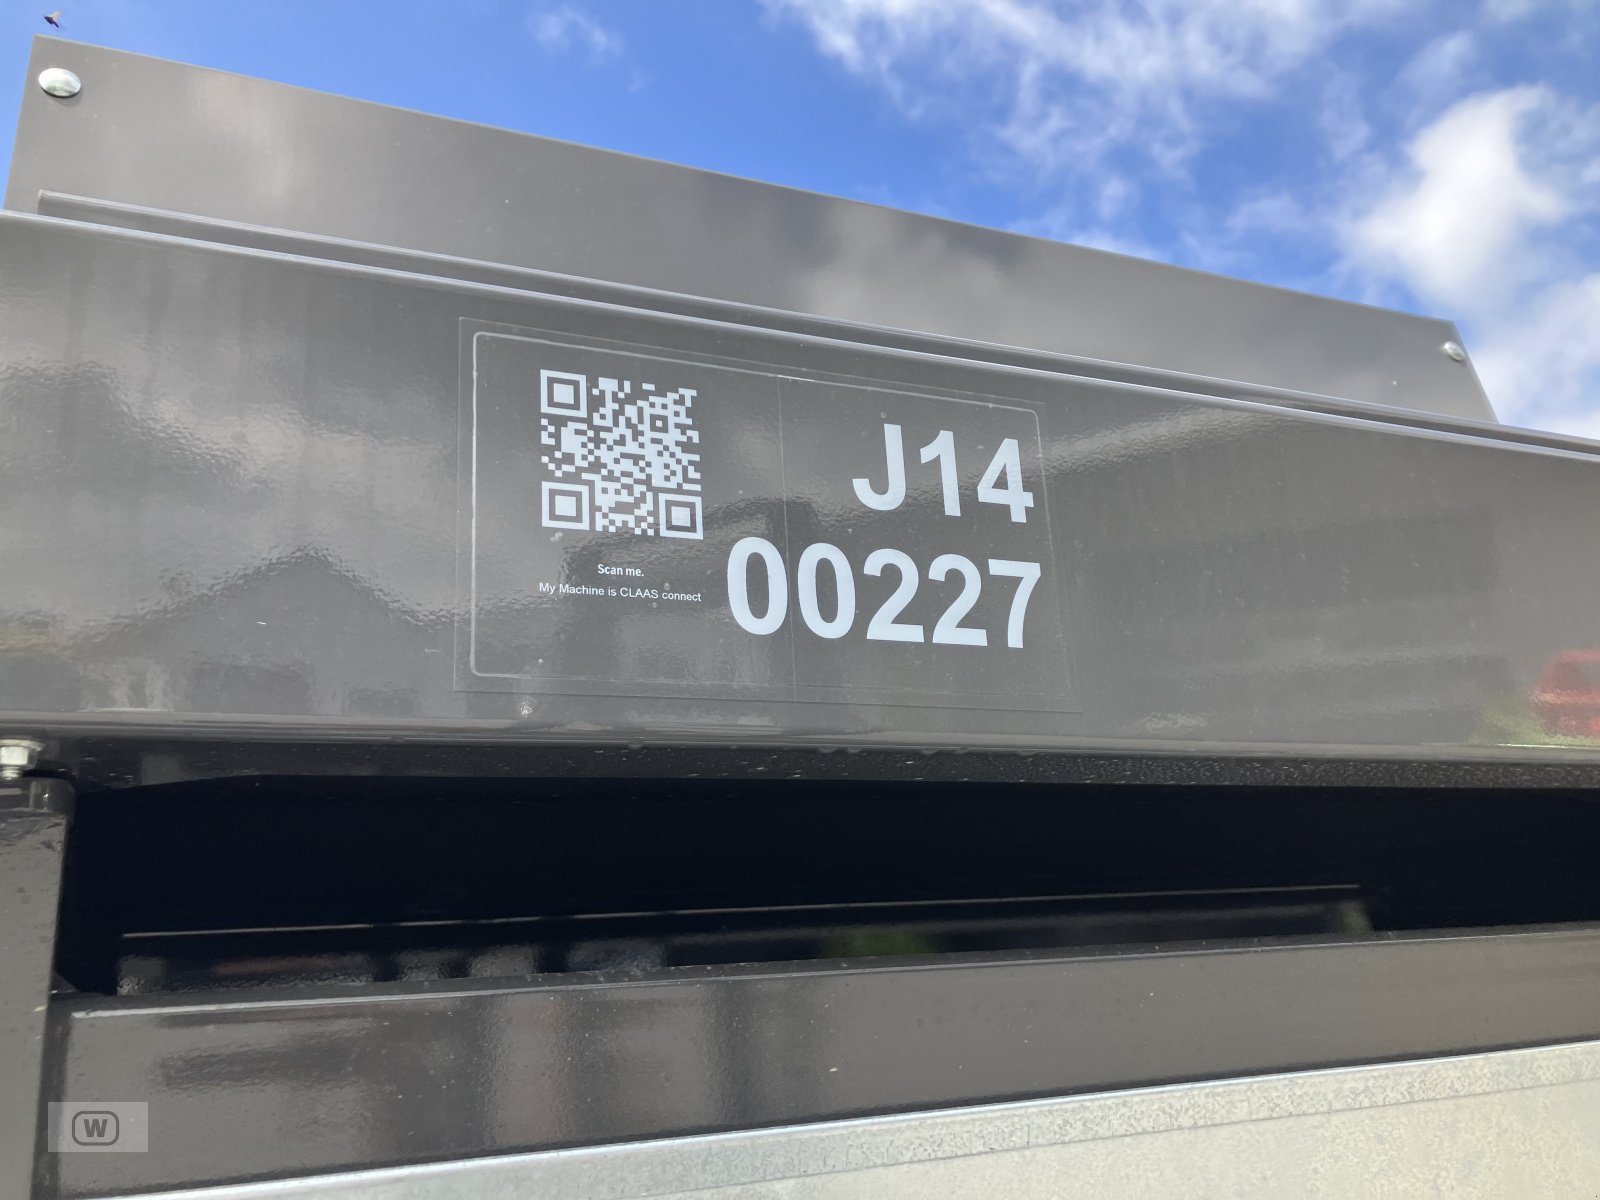 J14
00227
Scan me.
My Machine is CLAAS connect
W